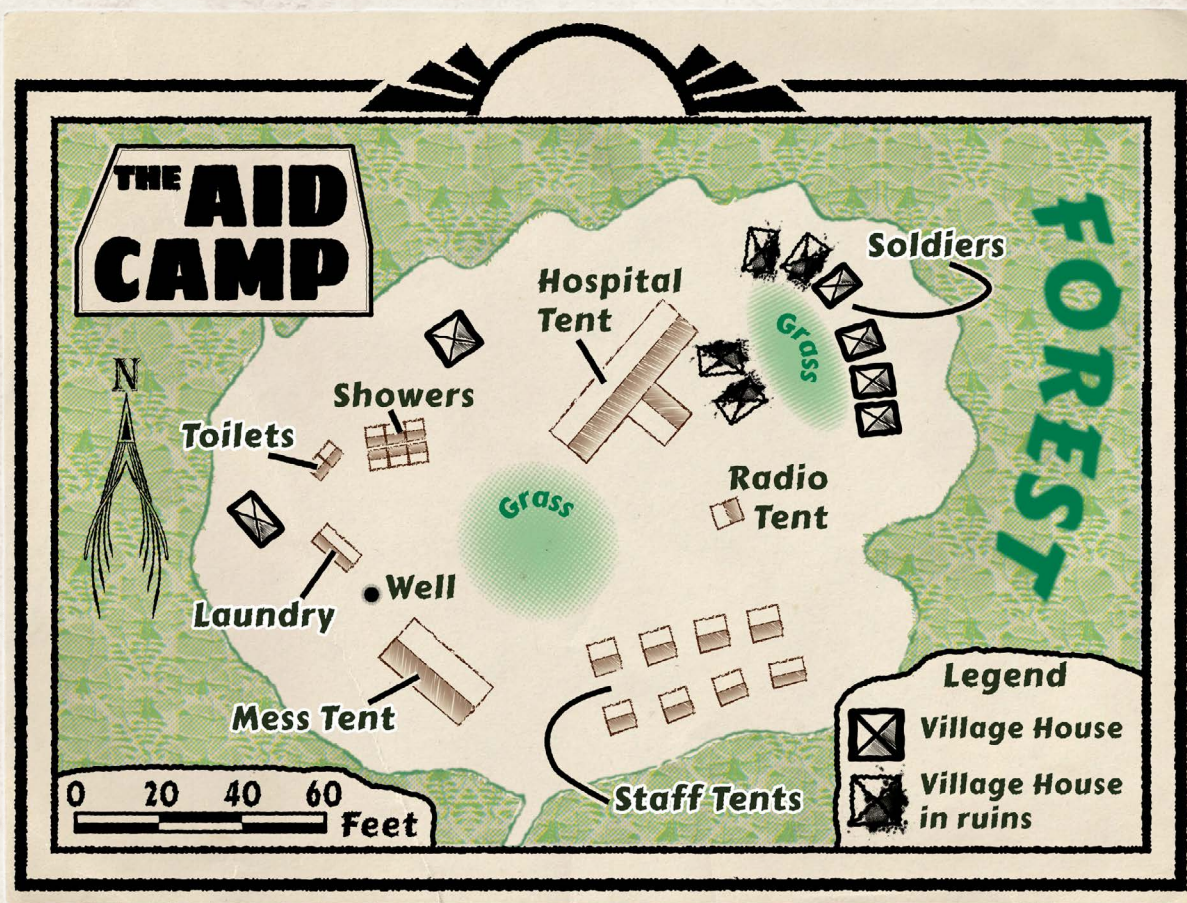 THE AID
CAMP
N
Soldiers
Hospital
Tent
Grass
Showers
Toilets
Grass
Radio
Tent
Well
Laundry
Mess Tent
Staff Tents
FOREST
0 20 40 60
Feet
Legend
Village House
Village House
in ruins